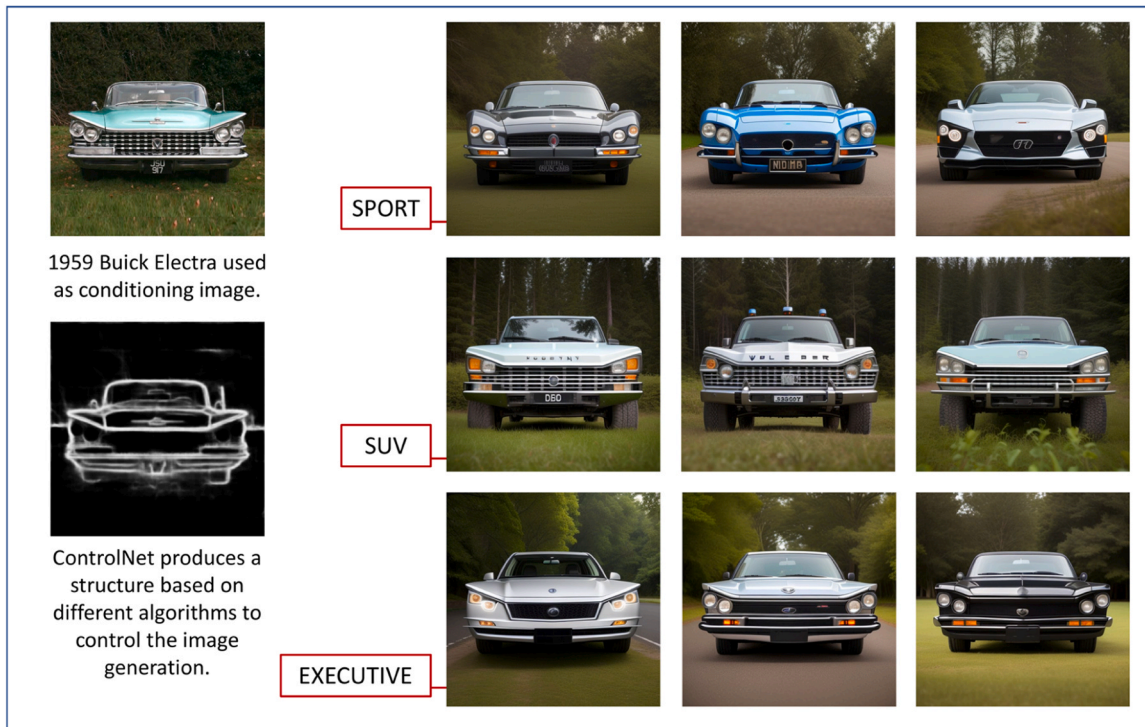 1959 Buick Electra used
as conditioning image.
ControlNet produces a
structure based on
different algorithms to
control the image
generation.
SPORT
SUV
EXECUTIVE